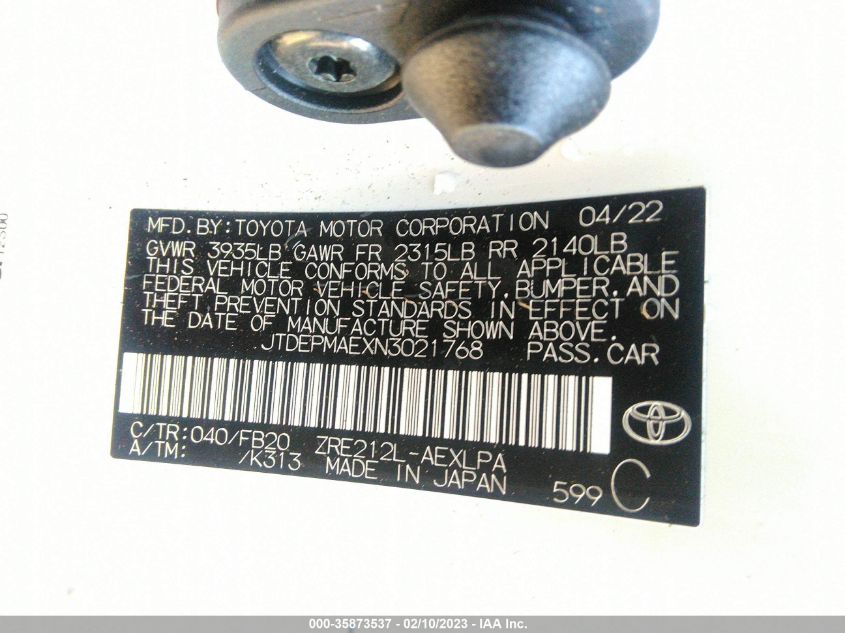 MFD.BY:TOYOTA MOTOR CORPORATION 04/22
GVWR 3935LB GAWR FR 2315LB RR 2140LB
THIS VEHICLE CONFORMS TO ALL APPLICABLE
FEDERAL MOTOR VEHICLE SAFETY,BUMPER,AND
THEFT PREVENTION STANDARDS IN EFFECT ON
THE DATE OF MANUFACTURE SHOWN ABOVE.
JTDEPMAEXN3021768 PASS.CAR
C/TR:040/FB20 ZRE212L-AEXLPA
A/TM: /K313 MADE IN JAPAN
599 C
000-35873537 - 02/10/2023 - IAA Inc.